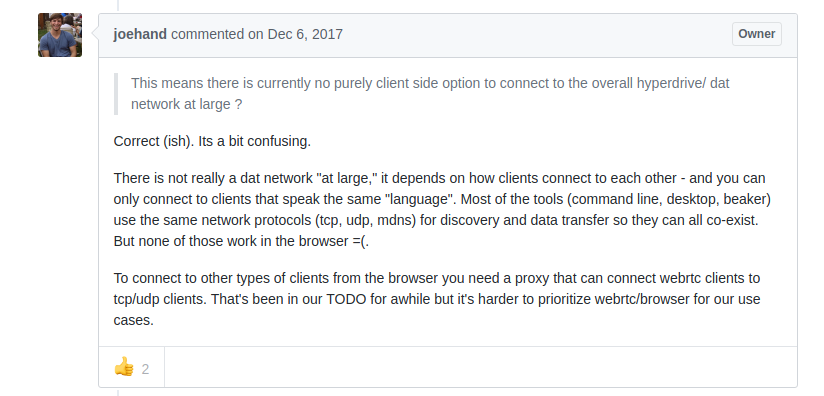 joehand commented on Dec 6, 2017
Owner
This means there is currently no purely client side option to connect to the overall hyperdrive/ dat
network at large ?
Correct (ish). Its a bit confusing.
There is not really a dat network "at large," it depends on how clients connect to each other - and you can
only connect to clients that speak the same "language". Most of the tools (command line, desktop, beaker)
use the same network protocols (tcp, udp, mdns) for discovery and data transfer so they can all co-exist.
But none of those work in the browser =(.
To connect to other types of clients from the browser you need a proxy that can connect webrtc clients to
tcp/udp clients. That's been in our TODO for awhile but it's harder to prioritize webrtc/browser for our use
cases.
👍 2